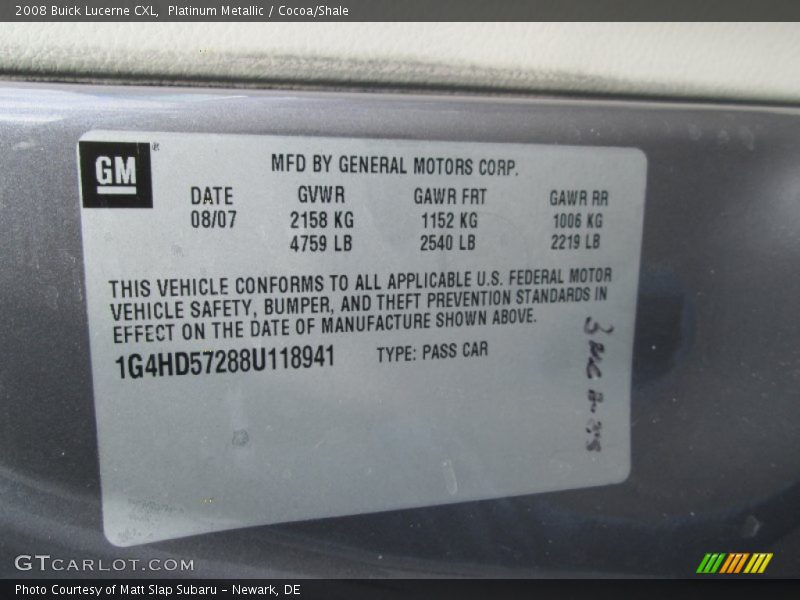 2008 Buick Lucerne CXL,  Platinum Metallic / Cocoa/Shale
GM ®
MFD BY GENERAL MOTORS CORP.
DATE GVWR GAWR FRT GAWR RR
08/07 2158 KG 1152 KG 1006 KG
4759 LB 2540 LB 2219 LB
THIS VEHICLE CONFORMS TO ALL APPLICABLE U.S. FEDERAL MOTOR
VEHICLE SAFETY, BUMPER, AND THEFT PREVENTION STANDARDS IN
EFFECT ON THE DATE OF MANUFACTURE SHOWN ABOVE.
1G4HD57288U118941 TYPE: PASS CAR
GTCARLOT.COM
Photo Courtesy of Matt Slap Subaru - Newark, DE